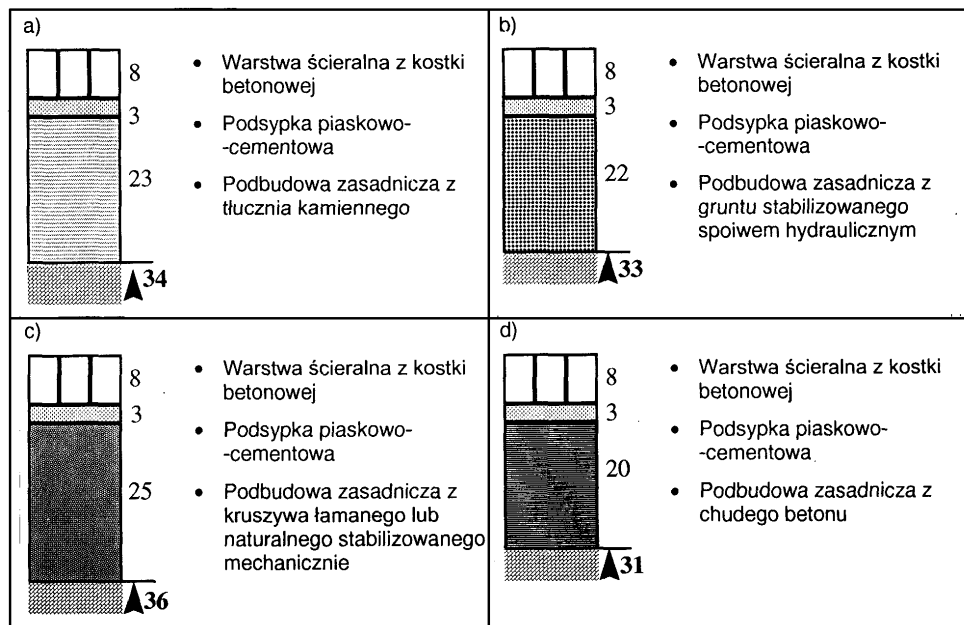 a)
8
3
23
34
• Warstwa ścieralna z kostki
betonowej
• Podsypka piaskowo-
-cementowa
• Podbudowa zasadnicza z
tłucznia kamiennego
b)
8
3
22
33
• Warstwa ścieralna z kostki
betonowej
• Podsypka piaskowo-
-cementowa
• Podbudowa zasadnicza z
gruntu stabilizowanego
spoiwem hydraulicznym
c)
8
3
25
36
• Warstwa ścieralna z kostki
betonowej
• Podsypka piaskowo-
-cementowa
• Podbudowa zasadnicza z
kruszywa łamanego lub
naturalnego stabilizowanego
mechanicznie
d)
8
3
20
31
• Warstwa ścieralna z kostki
betonowej
• Podsypka piaskowo-
-cementowa
• Podbudowa zasadnicza z
chudego betonu